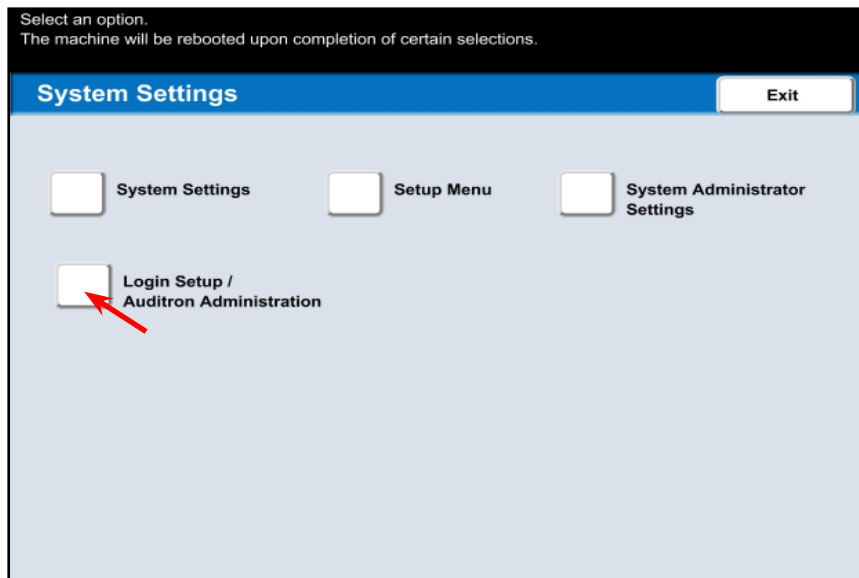 Select an option.
The machine will be rebooted upon completion of certain selections.
System Settings
Exit
System Settings
Setup Menu
System Administrator
Settings
Login Setup /
Auditron Administration